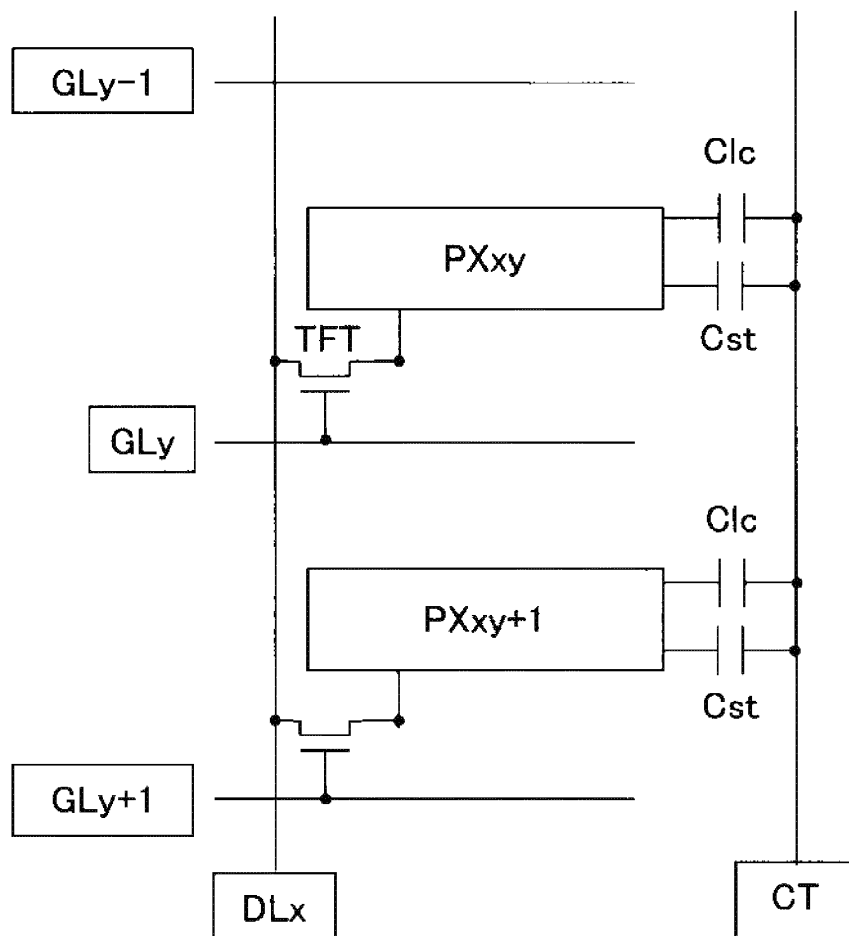 GLy-1
Clc
PXxy
Cst
TFT
GLy
Clc
PXxy+1
Cst
GLy+1
DLx
CT